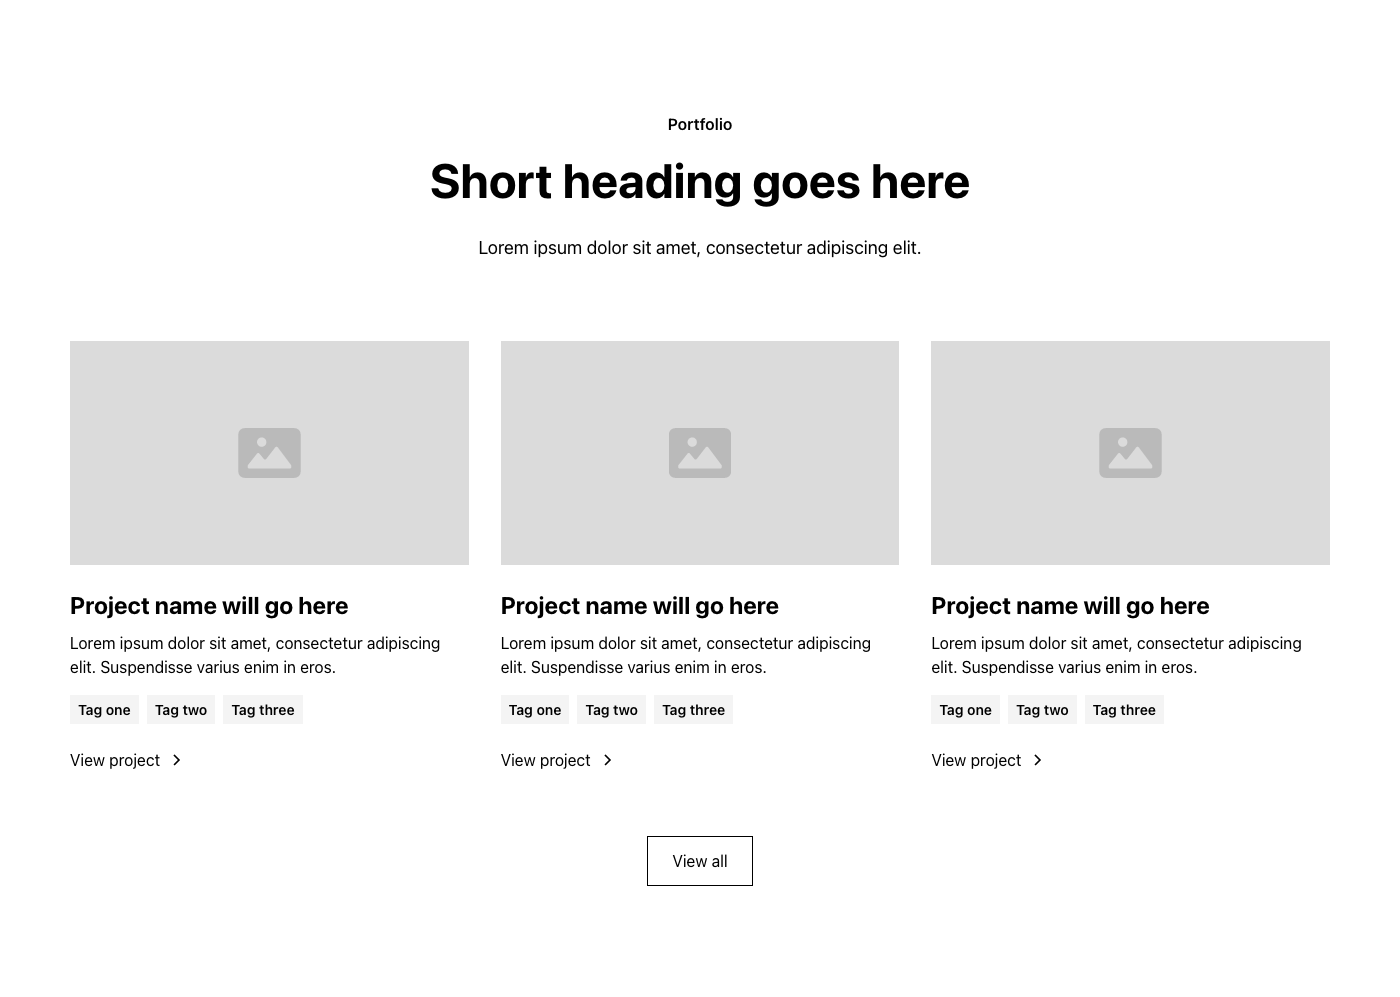 Portfolio
Short heading goes here
Lorem ipsum dolor sit amet, consectetur adipiscing elit.
Project name will go here
Lorem ipsum dolor sit amet, consectetur adipiscing
elit. Suspendisse varius enim in eros.
Tag one Tag two Tag three
View project
Project name will go here
Lorem ipsum dolor sit amet, consectetur adipiscing
elit. Suspendisse varius enim in eros.
Tag one Tag two Tag three
View project
Project name will go here
Lorem ipsum dolor sit amet, consectetur adipiscing
elit. Suspendisse varius enim in eros.
Tag one Tag two Tag three
View project
View all